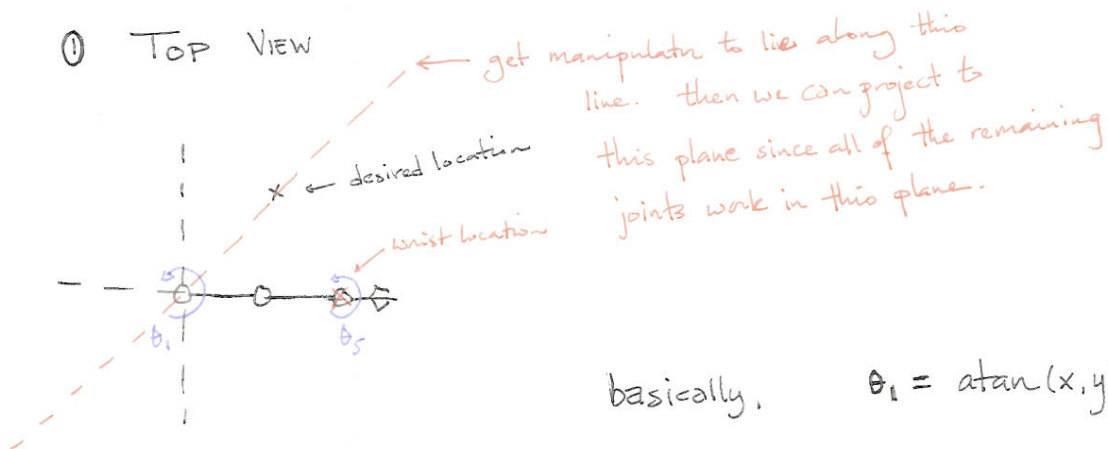 ① TOP VIEW
get manipulatr to lie along this
line. then we can project to
this plane since all of the remaining
joints work in this plane.
x ← desired location
wrist location
θ₁
θ₅
basically, θ₁ = atan(x,y